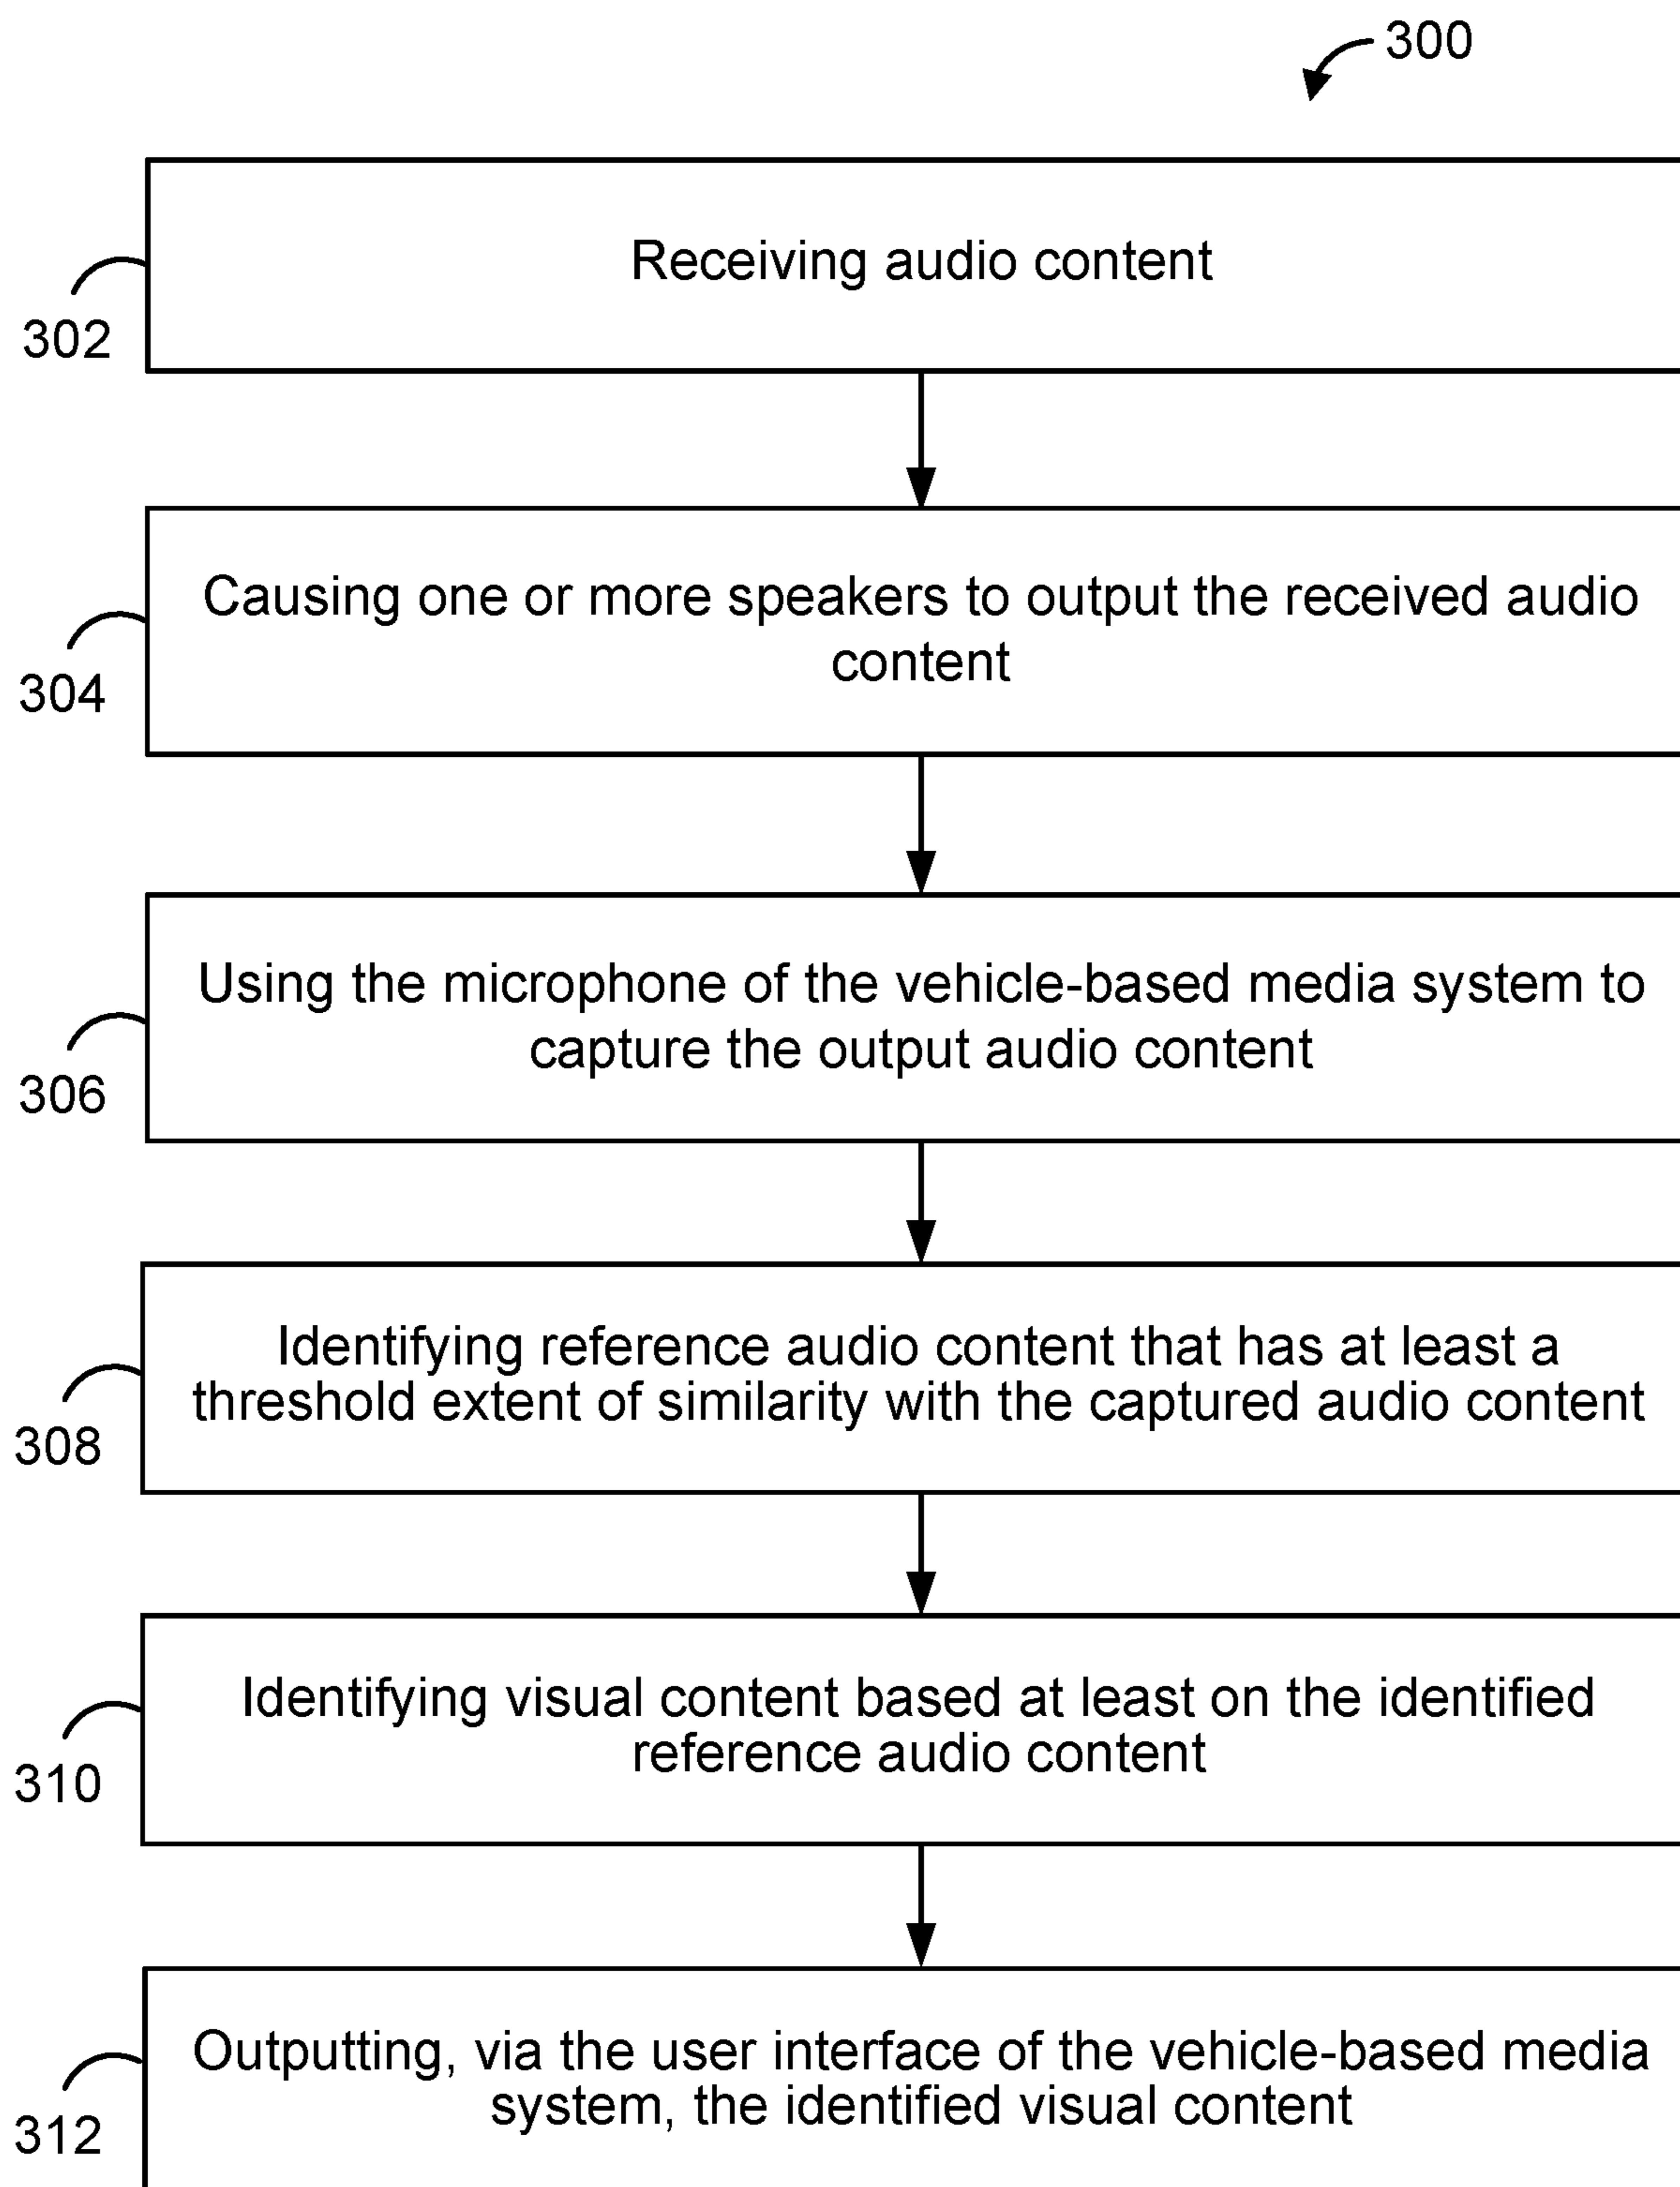 300
Receiving audio content
302
Causing one or more speakers to output the received audio
content
304
Using the microphone of the vehicle-based media system to
capture the output audio content
306
Identifying reference audio content that has at least a
threshold extent of similarity with the captured audio content
308
Identifying visual content based at least on the identified
reference audio content
310
Outputting, via the user interface of the vehicle-based media
system, the identified visual content
312